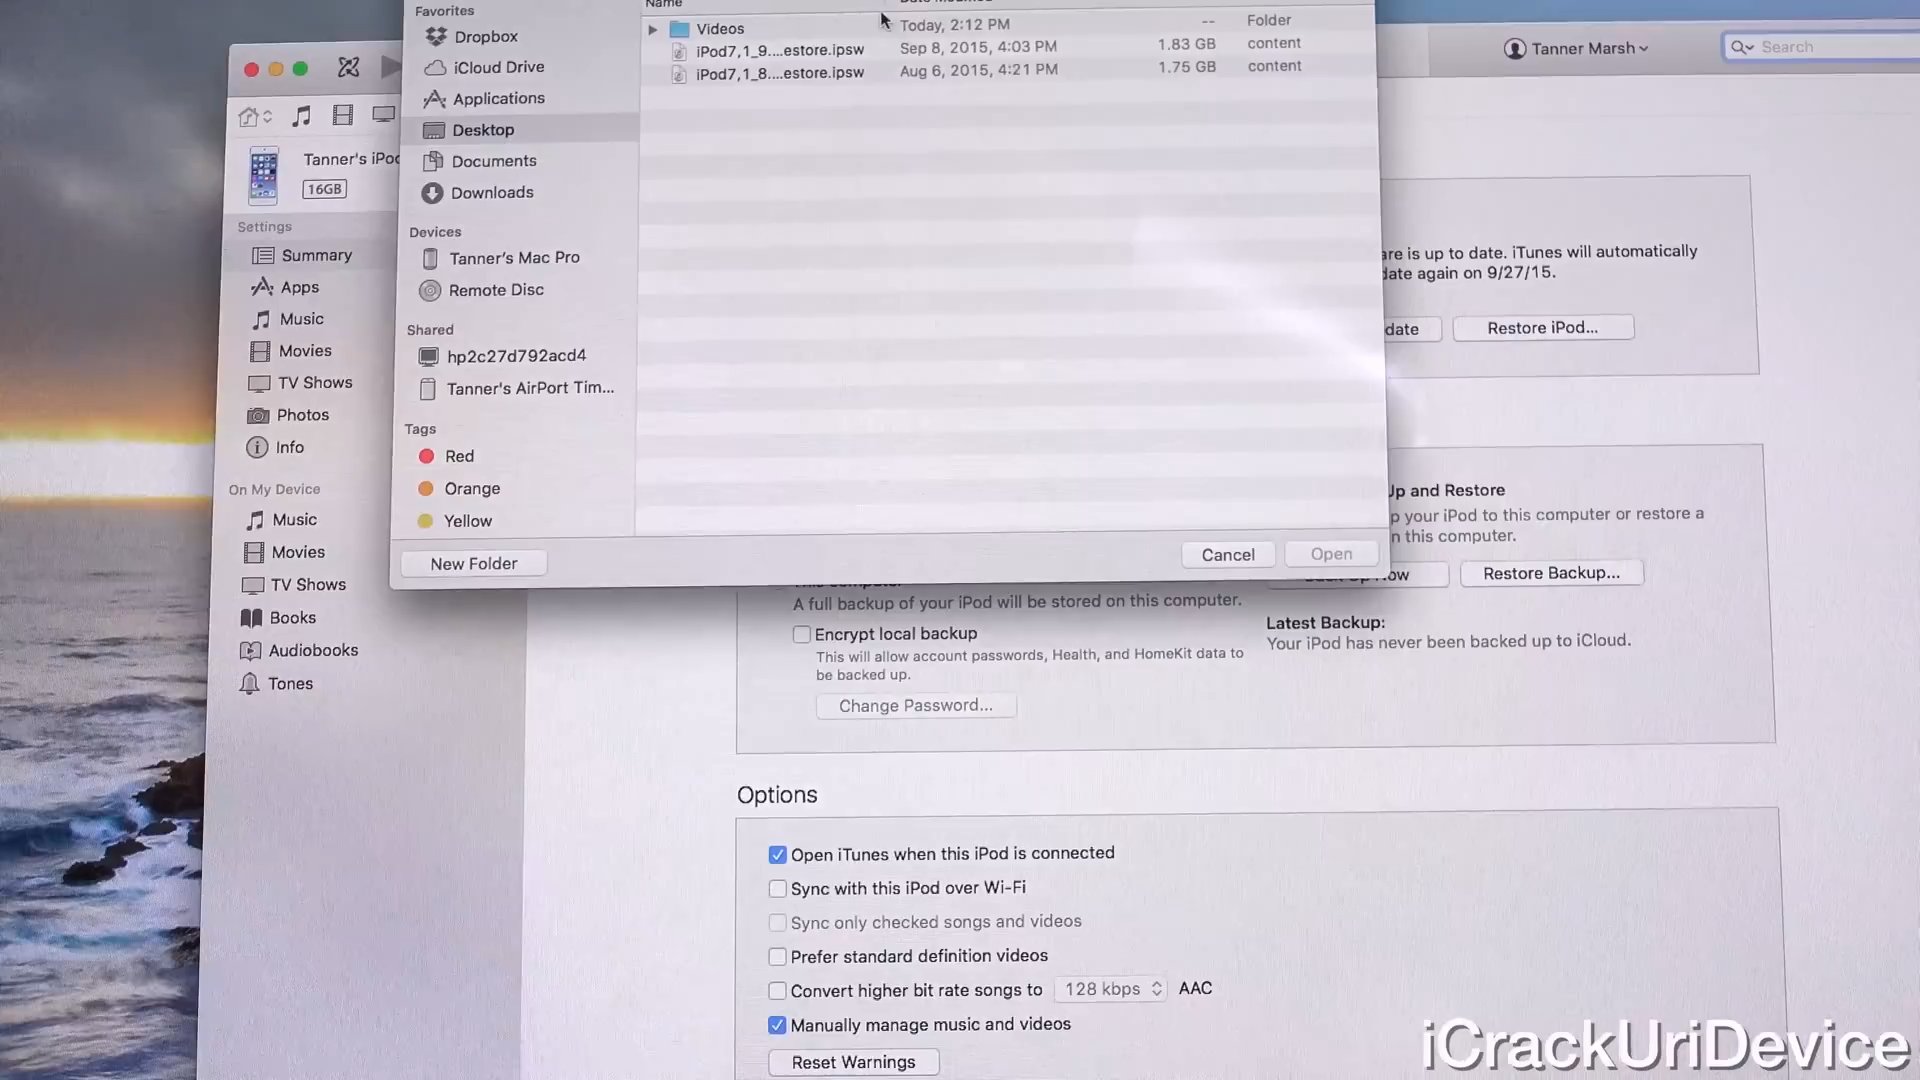 Favorites
Dropbox
iCloud Drive
Applications
Desktop
Documents
Downloads
Devices
Tanner's Mac Pro
Remote Disc
Shared
hp2c27d792acd4
Tanner's AirPort Tim...
Tags
Red
Orange
Yellow
New Folder
Name
Videos
Today, 2:12 PM
--
Folder
iPod7,1_9....estore.ipsw
Sep 8, 2015, 4:03 PM
1.83 GB
content
iPod7,1_8....estore.ipsw
Aug 6, 2015, 4:21 PM
1.75 GB
content
Cancel
Open
Tanner Marsh
Search
Tanner's iPo
16GB
Settings
Summary
Apps
Music
Movies
TV Shows
Photos
Info
On My Device
Music
Movies
TV Shows
Books
Audiobooks
Tones
are is up to date. iTunes will automatically
date again on 9/27/15.
date
Restore iPod...
Up and Restore
p your iPod to this computer or restore a
n this computer.
Restore Backup...
A full backup of your iPod will be stored on this computer.
Encrypt local backup
This will allow account passwords, Health, and HomeKit data to
be backed up.
Change Password...
Latest Backup:
Your iPod has never been backed up to iCloud.
Options
Open iTunes when this iPod is connected
Sync with this iPod over Wi-Fi
Sync only checked songs and videos
Prefer standard definition videos
Convert higher bit rate songs to 128 kbps AAC
Manually manage music and videos
Reset Warnings
iCrackUriDevice